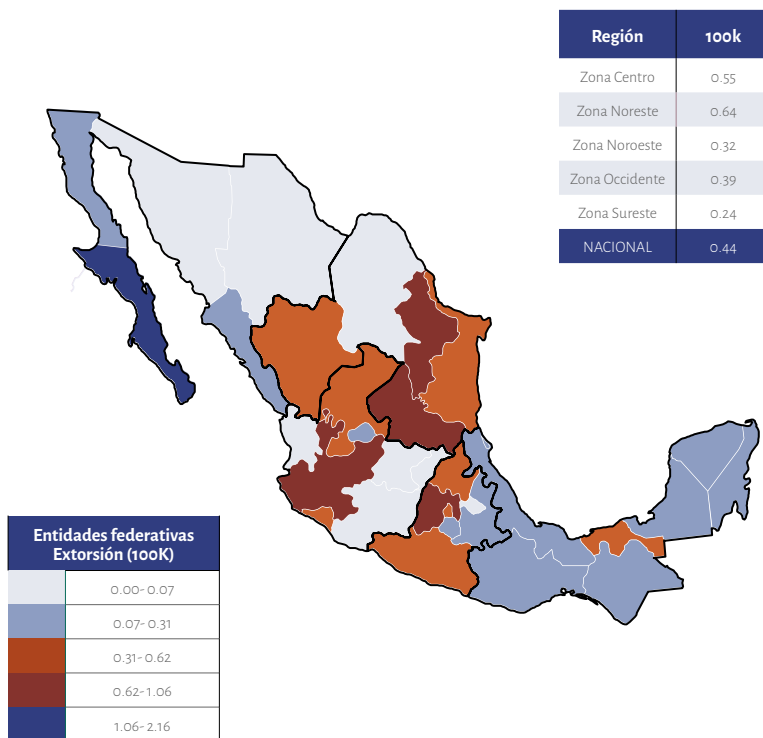 Región 100k
Zona Centro 0.55
Zona Noreste 0.64
Zona Noroeste 0.32
Zona Occidente 0.39
Zona Sureste 0.24
NACIONAL 0.44
Entidades federativas
Extorsión (100K)
0.00-0.07
0.07-0.31
0.31-0.62
0.62-1.06
1.06-2.16